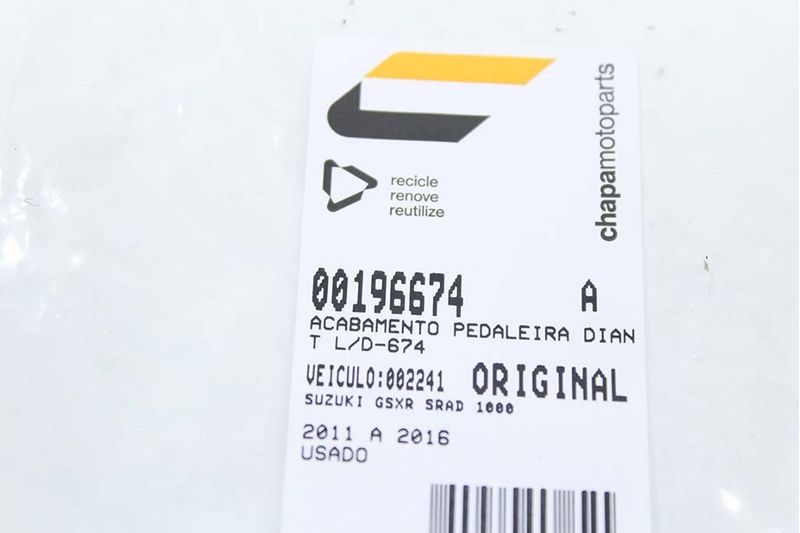 chapamotoparts
recicle
renove
reutilize
00196674 A
ACABAMENTO PEDALEIRA DIAN
T L/D-674
VEICULO:002241 ORIGINAL
SUZUKI GSXR SRAD 1000
2011 A 2016
USADO